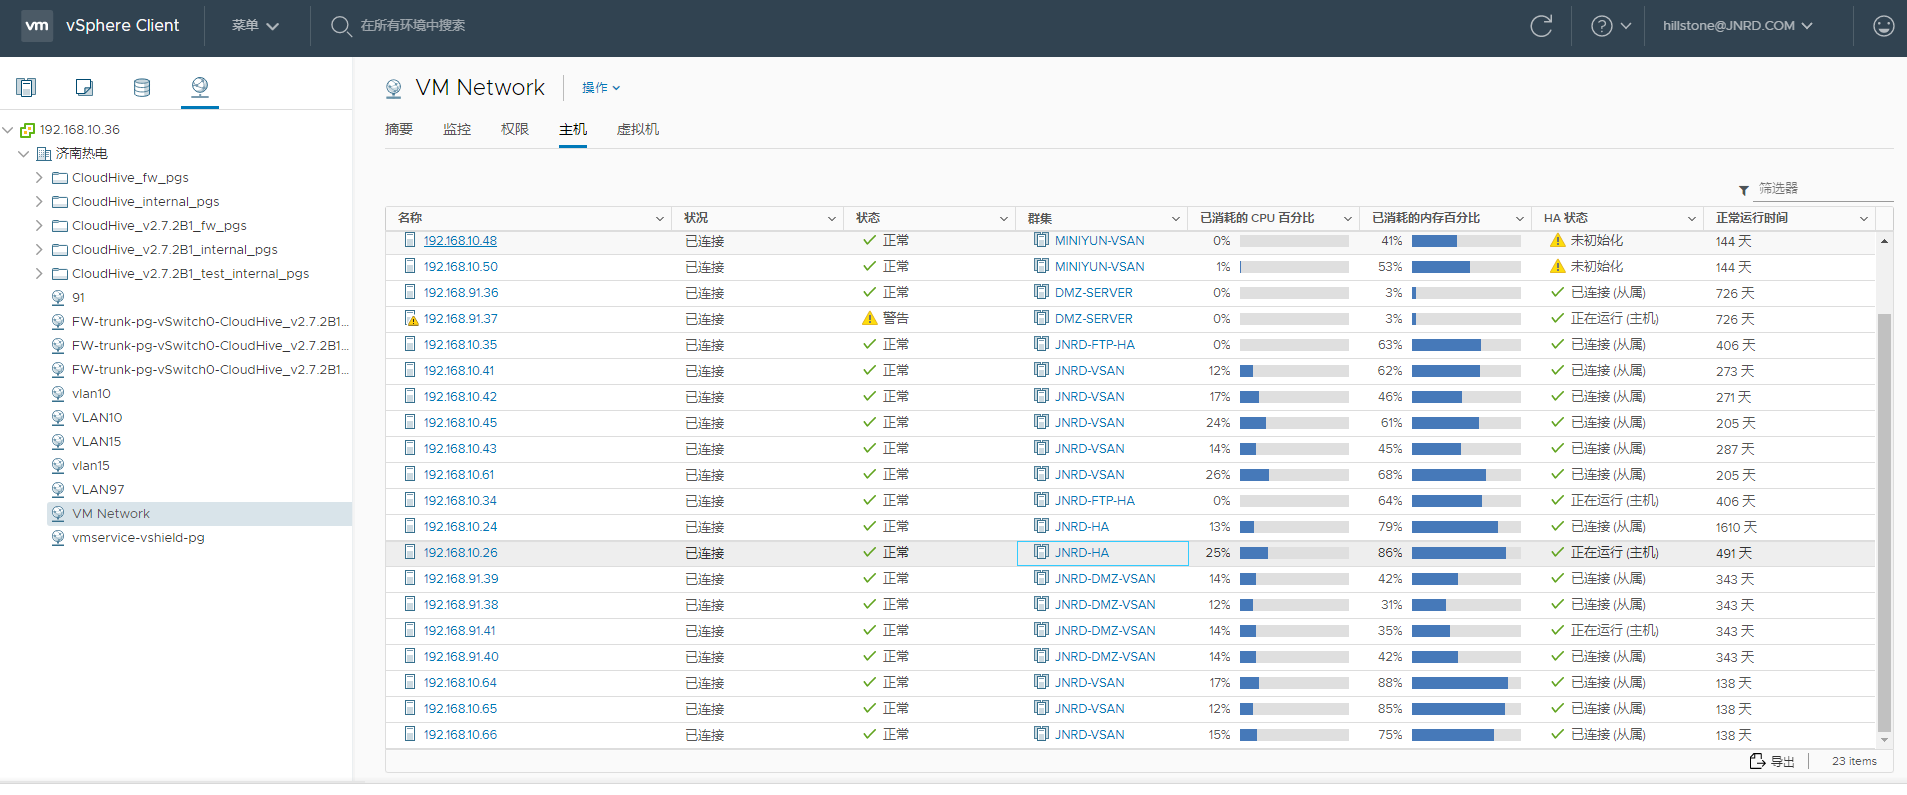 vm vSphere Client 菜单 在所有环境中搜索 hillstone@JNRD.COM
192.168.10.36
济南热电
CloudHive_fw_pgs
CloudHive_internal_pgs
CloudHive_v2.7.2B1_fw_pgs
CloudHive_v2.7.2B1_internal_pgs
CloudHive_v2.7.2B1_test_internal_pgs
91
FW-trunk-pg-vSwitch0-CloudHive_v2.7.2B1...
FW-trunk-pg-vSwitch0-CloudHive_v2.7.2B1...
FW-trunk-pg-vSwitch0-CloudHive_v2.7.2B1...
vlan10
VLAN10
VLAN15
vlan15
VLAN97
VM Network
vmservice-vshield-pg
VM Network 操作
摘要 监控 权限 主机 虚拟机
筛选器
名称 状况 状态 群集 已消耗的 CPU 百分比 已消耗的内存百分比 HA 状态 正常运行时间
192.168.10.48 已连接 正常 MINIYUN-VSAN 0% 41% 未初始化 144 天
192.168.10.50 已连接 正常 MINIYUN-VSAN 1% 53% 未初始化 144 天
192.168.91.36 已连接 正常 DMZ-SERVER 0% 3% 已连接 (从属) 726 天
192.168.91.37 已连接 警告 DMZ-SERVER 0% 3% 正在运行 (主机) 726 天
192.168.10.35 已连接 正常 JNRD-FTP-HA 0% 63% 已连接 (从属) 406 天
192.168.10.41 已连接 正常 JNRD-VSAN 12% 62% 已连接 (从属) 273 天
192.168.10.42 已连接 正常 JNRD-VSAN 17% 46% 已连接 (从属) 271 天
192.168.10.45 已连接 正常 JNRD-VSAN 24% 61% 已连接 (从属) 205 天
192.168.10.43 已连接 正常 JNRD-VSAN 14% 45% 已连接 (从属) 287 天
192.168.10.61 已连接 正常 JNRD-VSAN 26% 68% 已连接 (从属) 205 天
192.168.10.34 已连接 正常 JNRD-FTP-HA 0% 64% 正在运行 (主机) 406 天
192.168.10.24 已连接 正常 JNRD-HA 13% 79% 已连接 (从属) 1610 天
192.168.10.26 已连接 正常 JNRD-HA 25% 86% 正在运行 (主机) 491 天
192.168.91.39 已连接 正常 JNRD-DMZ-VSAN 14% 42% 已连接 (从属) 343 天
192.168.91.38 已连接 正常 JNRD-DMZ-VSAN 12% 31% 已连接 (从属) 343 天
192.168.91.41 已连接 正常 JNRD-DMZ-VSAN 14% 35% 正在运行 (主机) 343 天
192.168.91.40 已连接 正常 JNRD-DMZ-VSAN 14% 42% 已连接 (从属) 343 天
192.168.10.64 已连接 正常 JNRD-VSAN 17% 88% 已连接 (从属) 138 天
192.168.10.65 已连接 正常 JNRD-VSAN 12% 85% 已连接 (从属) 138 天
192.168.10.66 已连接 正常 JNRD-VSAN 15% 75% 已连接 (从属) 138 天
导出 23 items